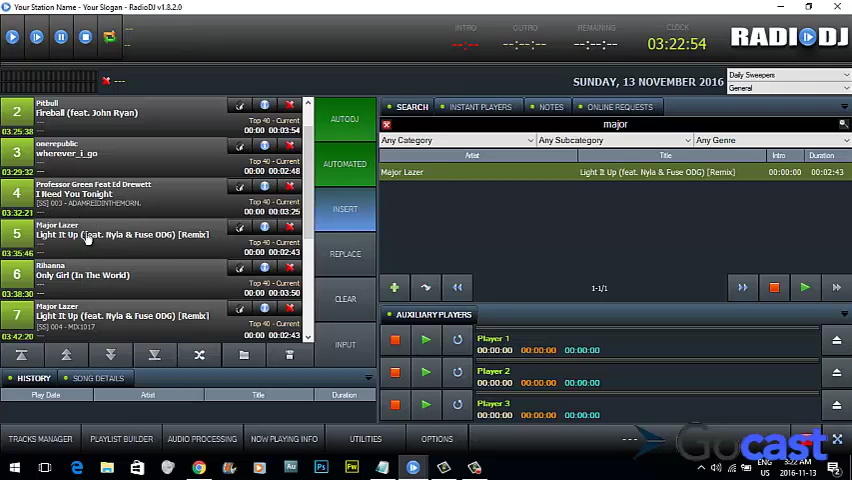 Your Station Name - Your Slogan - RadioDJ v1.8.2.0
--
--
INTRO
--:--
OUTRO
--:--:--
REMAINING
--:--:--
CLOCK
03:22:54
RADIODJ
---
SUNDAY, 13 NOVEMBER 2016
Daily Sweepers
General
2
03:25:38
Pitbull
Fireball (feat. John Ryan)
---
Top 40 - Current
00:00 03:54
3
03:29:32
onerepublic
wherever_i_go
---
Top 40 - Current
00:00 02:48
4
03:32:21
Professor Green Feat Ed Drewett
I Need You Tonight
[SS] 003 - ADAMREIDINTHEMORN.
---
Top 40 - Current
00:00 03:25
5
03:35:46
Major Lazer
Light It Up (feat. Nyla & Fuse ODG) [Remix]
---
Top 40 - Current
00:00 02:43
6
03:38:30
Rihanna
Only Girl (In The World)
---
Top 40 - Current
00:00 03:50
7
03:42:20
Major Lazer
Light It Up (feat. Nyla & Fuse ODG) [Remix]
[SS] 004 - MIX1017
---
Top 40 - Current
00:00 02:43
AUTODJ
AUTOMATED
INSERT
REPLACE
CLEAR
INPUT
SEARCH
INSTANT PLAYERS
NOTES
ONLINE REQUESTS
major
Any Category
Any Subcategory
Any Genre
Artist
Title
Intro
Duration
Major Lazer
Light It Up (feat. Nyla & Fuse ODG) [Remix]
00:00:00
00:02:43
1-1/1
AUXILIARY PLAYERS
Player 1
00:00:00 00:00:00 00:00:00
Player 2
00:00:00 00:00:00 00:00:00
Player 3
00:00:00 00:00:00 00:00:00
HISTORY
SONG DETAILS
Play Date
Artist
Title
Duration
TRACKS MANAGER
PLAYLIST BUILDER
AUDIO PROCESSING
NOW PLAYING INFO
UTILITIES
OPTIONS
---
Gocast
Au
Ps
Fw
ENG
US
3:22 AM
2016-11-13
2